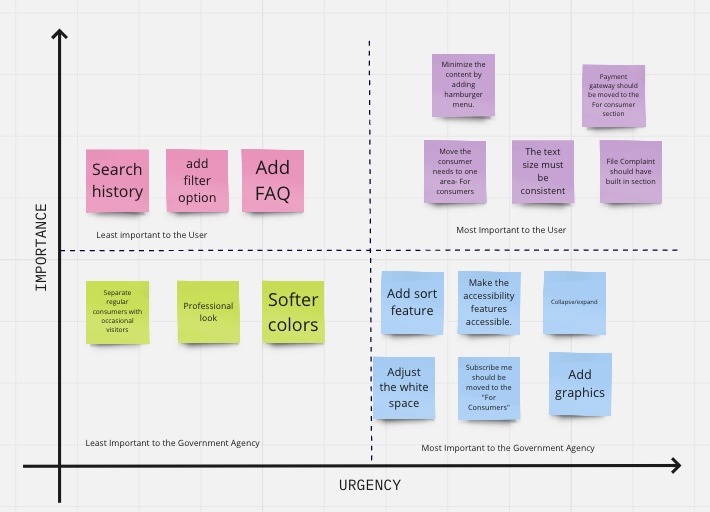 Minimize the
content by
adding
hamburger
menu.
Payment
gateway should
be moved to the
For consumer
section
Search
history
add
filter
option
Add
FAQ
Move the
consumer
needs to one
area- For
consumers
The text
size must
be
consistent
File Complaint
should have
built in section
Least important to the User
Most Important to the User
IMPORTANCE
Separate
regular
consumers with
occasional
visitors
Professional
look
Softer
colors
Add sort
feature
Make the
accessibility
features
accessible.
Collapse/expand
Adjust
the white
space
Subscribe me
should be
moved to the
"For
Consumers"
Add
graphics
Least Important to the Government Agency
Most Important to the Government Agency
URGENCY